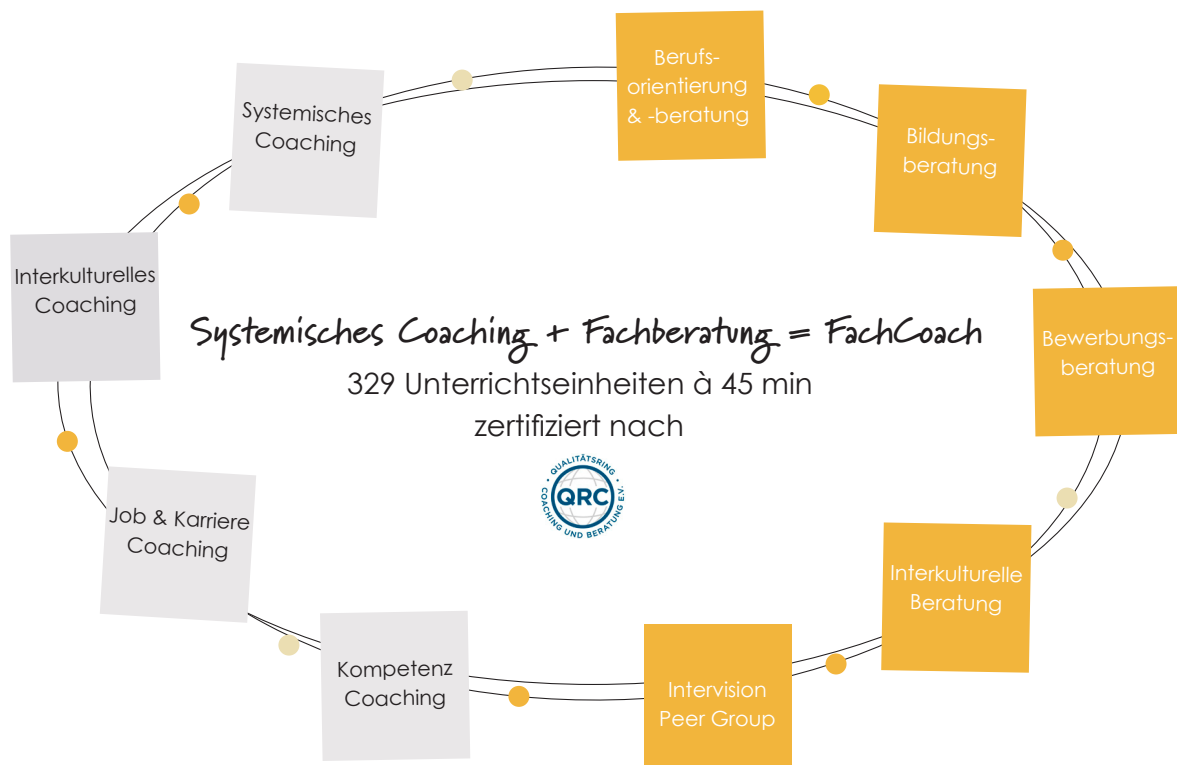 Berufs-
orientierung
& -beratung
Systemisches
Coaching
Bildungs-
beratung
Interkulturelles
Coaching
Systemisches Coaching + Fachberatung = FachCoach
329 Unterrichtseinheiten à 45 min
zertifiziert nach
QUALITÄTSRING
QRC
COACHING UND BERATUNG E.V.
Bewerbungs-
beratung
Job & Karriere
Coaching
Interkulturelle
Beratung
Kompetenz
Coaching
Intervision
Peer Group